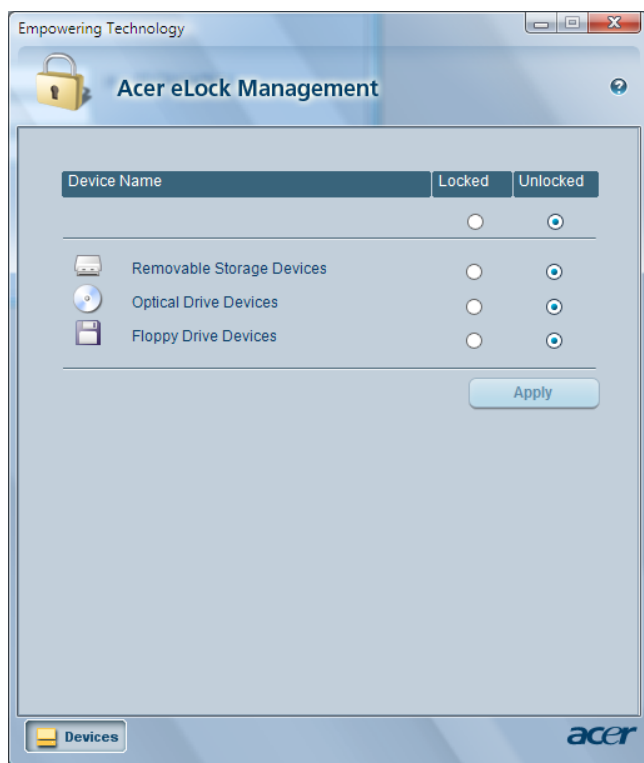 Empowering Technology
Acer eLock Management
Device Name Locked Unlocked
Removable Storage Devices
Optical Drive Devices
Floppy Drive Devices
Apply
Devices
acer